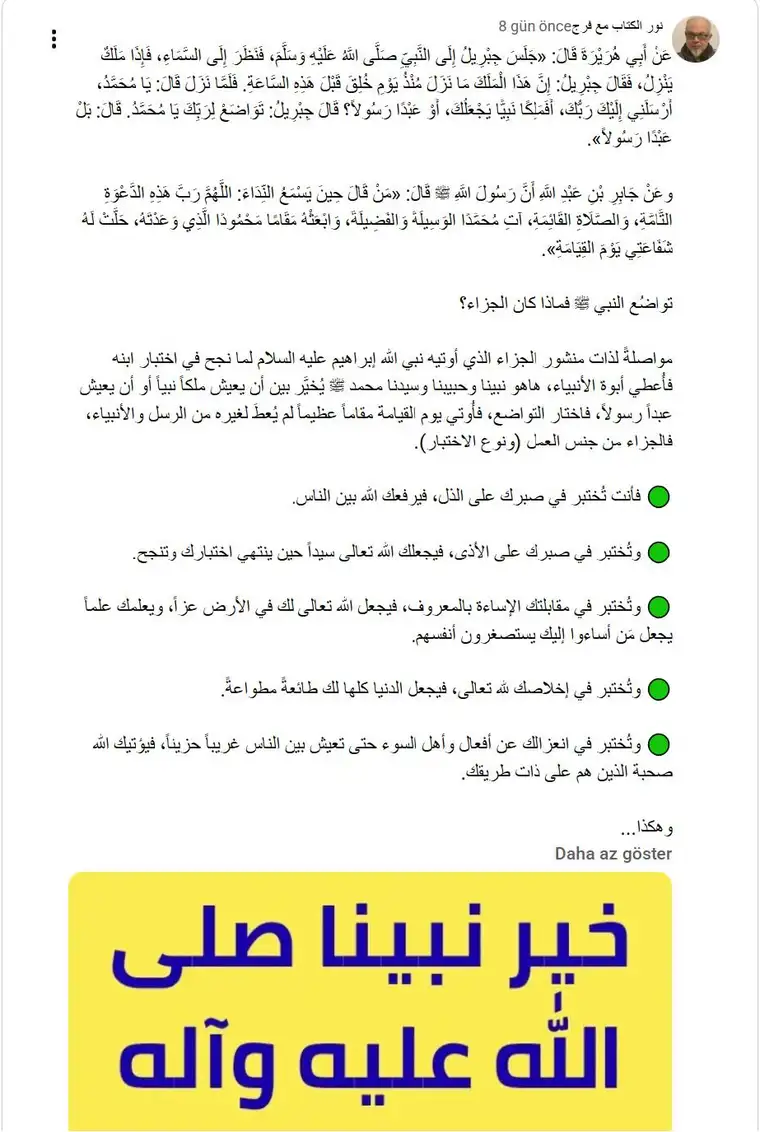 نور الكتاب مع فرج 8 gün önce
عَنْ أَبِي هُرَيْرَةَ قَالَ: «جَلَسَ جِبْرِيلُ إِلَى النَّبِيِّ صَلَّى اللهُ عَلَيْهِ وَسَلَّمَ، فَنَظَرَ إِلَى السَّمَاءِ، فَإِذَا مَلَكٌ
يَنْزِلُ، فَقَالَ جِبْرِيلُ: إِنَّ هَذَا الْمَلَكَ مَا نَزَلَ مُنْذُ يَوْمِ خُلِقَ قَبْلَ هَذِهِ السَّاعَةِ. فَلَمَّا نَزَلَ قَالَ: يَا مُحَمَّدُ،
أَرْسَلَنِي إِلَيْكَ رَبُّكَ، أَفَمَلِكًا نَبِيًّا يَجْعَلُكَ، أَوْ عَبْدًا رَسُولاً؟ قَالَ جِبْرِيلُ: تَوَاضَعْ لِرَبِّكَ يَا مُحَمَّدُ. قَالَ: بَلْ
عَبْدًا رَسُولاً».
وعَنْ جَابِرِ بْنِ عَبْدِ اللهِ أَنَّ رَسُولَ اللهِ ﷺ قَالَ: «مَنْ قَالَ حِينَ يَسْمَعُ النِّدَاءَ: اللَّهُمَّ رَبَّ هَذِهِ الدَّعْوَةِ
التَّامَّةِ، وَالصَّلَاةِ القَائِمَةِ، آتِ مُحَمَّدًا الوَسِيلَةَ وَالفَضِيلَةَ، وَابْعَثْهُ مَقَامًا مَحْمُودًا الَّذِي وَعَدْتَهُ، حَلَّتْ لَهُ
شَفَاعَتِي يَوْمَ القِيَامَةِ».
تواضُع النبي ﷺ فماذا كان الجزاء؟
مواصلةً لذات منشور الجزاء الذي أوتيه نبي الله إبراهيم عليه السلام لما نجح في اختبار ابنه
فأُعطي أبوة الأنبياء، هاهو نبينا وحبيبنا وسيدنا محمد ﷺ يُخيَّر بين أن يعيش ملكاً نبياً أو أن يعيش
عبداً رسولاً، فاختار التواضع، فأُوتي يوم القيامة مقاماً عظيماً لم يُعطَ لغيره من الرسل والأنبياء،
فالجزاء من جنس العمل (ونوع الاختبار).
🟢 فأنت تُختبر في صبرك على الذل، فيرفعك الله بين الناس.
🟢 وتُختبر في صبرك على الأذى، فيجعلك الله تعالى سيداً حين ينتهي اختبارك وتنجح.
🟢 وتُختبر في مقابلتك الإساءة بالمعروف، فيجعل الله تعالى لك في الأرض عزاً، ويعلمك علماً
يجعل مَن أساءوا إليك يستصغرون أنفسهم.
🟢 وتُختبر في إخلاصك لله تعالى، فيجعل الدنيا كلها لك طائعةً مطواعةً.
🟢 وتُختبر في انعزالك عن أفعال وأهل السوء حتى تعيش بين الناس غريباً حزيناً، فيؤتيك الله
صحبة الذين هم على ذات طريقك.
وهكذا...
Daha az göster
خير نبينا صلى
الله عليه وآله